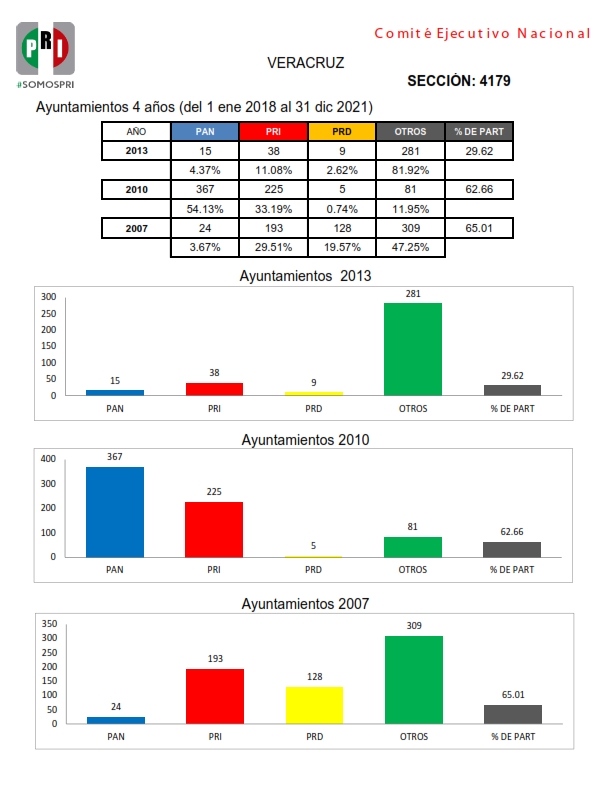 PRI
#SOMOSPRI
Comité Ejecutivo Nacional
VERACRUZ
SECCIÓN: 4179
Ayuntamientos 4 años (del 1 ene 2018 al 31 dic 2021)
AÑO PAN PRI PRD OTROS % DE PART
2013 15 38 9 281 29.62
4.37% 11.08% 2.62% 81.92%
2010 367 225 5 81 62.66
54.13% 33.19% 0.74% 11.95%
2007 24 193 128 309 65.01
3.67% 29.51% 19.57% 47.25%
Ayuntamientos 2013
300
250
200
150
100
50
0
15 38 9 281 29.62
PAN PRI PRD OTROS % DE PART
Ayuntamientos 2010
400
300
200
100
0
367 225 5 81 62.66
PAN PRI PRD OTROS % DE PART
Ayuntamientos 2007
350
300
250
200
150
100
50
0
24 193 128 309 65.01
PAN PRI PRD OTROS % DE PART